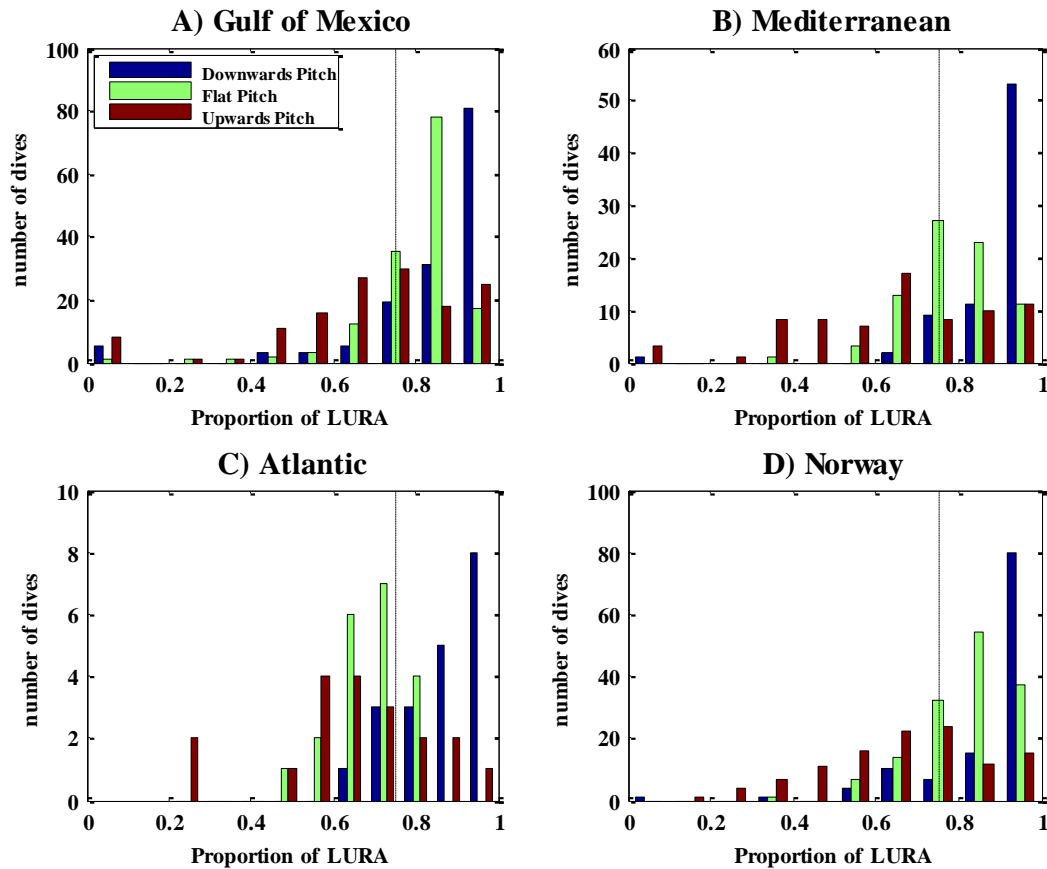 A) Gulf of Mexico
100
80
60
40
20
0
number of dives
Downwards Pitch
Flat Pitch
Upwards Pitch
0 0.2 0.4 0.6 0.8 1
Proportion of LURA
B) Mediterranean
60
50
40
30
20
10
0
number of dives
0 0.2 0.4 0.6 0.8 1
Proportion of LURA
C) Atlantic
10
8
6
4
2
0
number of dives
0 0.2 0.4 0.6 0.8 1
Proportion of LURA
D) Norway
100
80
60
40
20
0
number of dives
0 0.2 0.4 0.6 0.8 1
Proportion of LURA